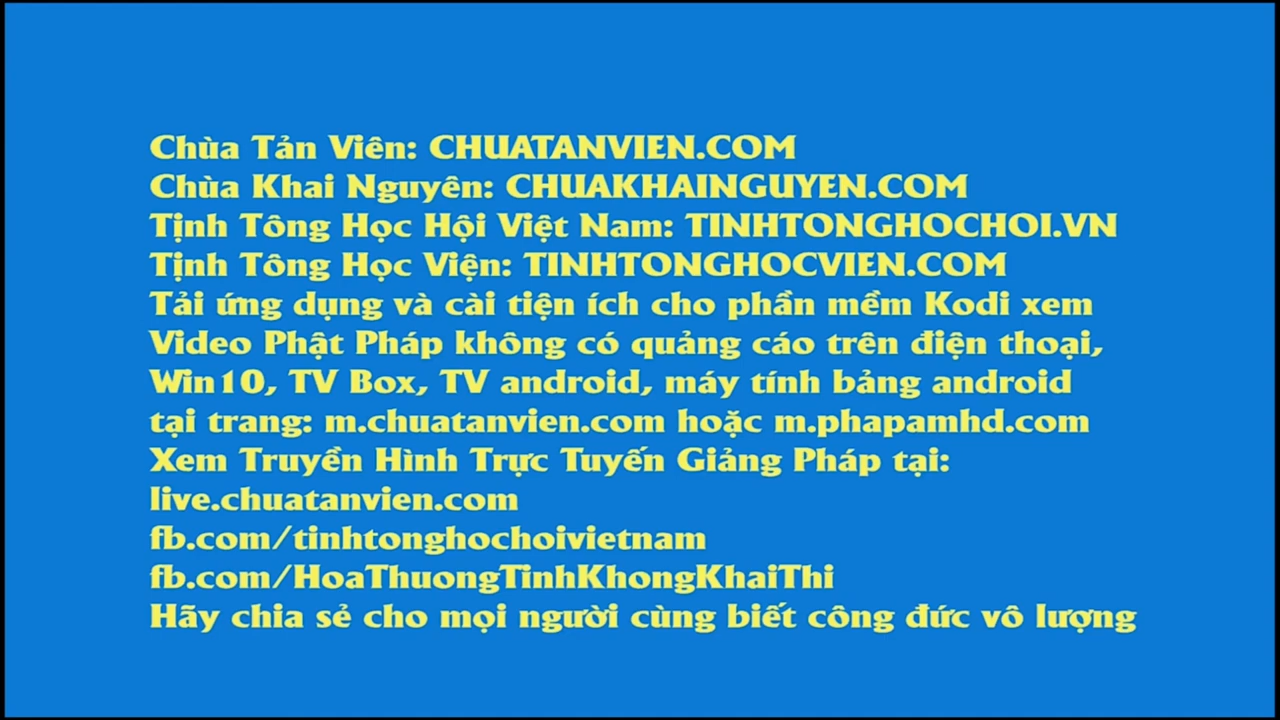 Chùa Tản Viên: CHUATANVIEN.COM
Chùa Khai Nguyên: CHUAKHAINGUYEN.COM
Tịnh Tông Học Hội Việt Nam: TINHTONGHOCHOI.VN
Tịnh Tông Học Viện: TINHTONGHOCVIEN.COM
Tải ứng dụng và cài tiện ích cho phần mềm Kodi xem
Video Phật Pháp không có quảng cáo trên điện thoại,
Win10, TV Box, TV android, máy tính bảng android
tại trang: m.chuatanvien.com hoặc m.phapamhd.com
Xem Truyền Hình Trực Tuyến Giảng Pháp tại:
live.chuatanvien.com
fb.com/tinhtonghochoivietnam
fb.com/HoaThuongTinhKhongKhaiThi
Hãy chia sẻ cho mọi người cùng biết công đức vô lượng